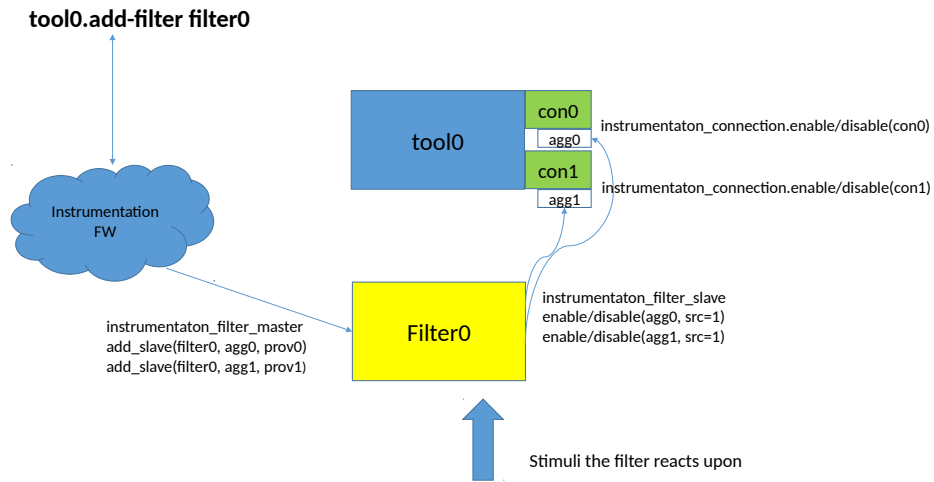 tool0.add-filter filter0
con0
instrumentaton_connection.enable/disable(con0)
tool0
agg0
con1
instrumentaton_connection.enable/disable(con1)
agg1
Instrumentation
FW
instrumentaton_filter_slave
enable/disable(agg0, src=1)
enable/disable(agg1, src=1)
Filter0
instrumentaton_filter_master
add_slave(filter0, agg0, prov0)
add_slave(filter0, agg1, prov1)
Stimuli the filter reacts upon